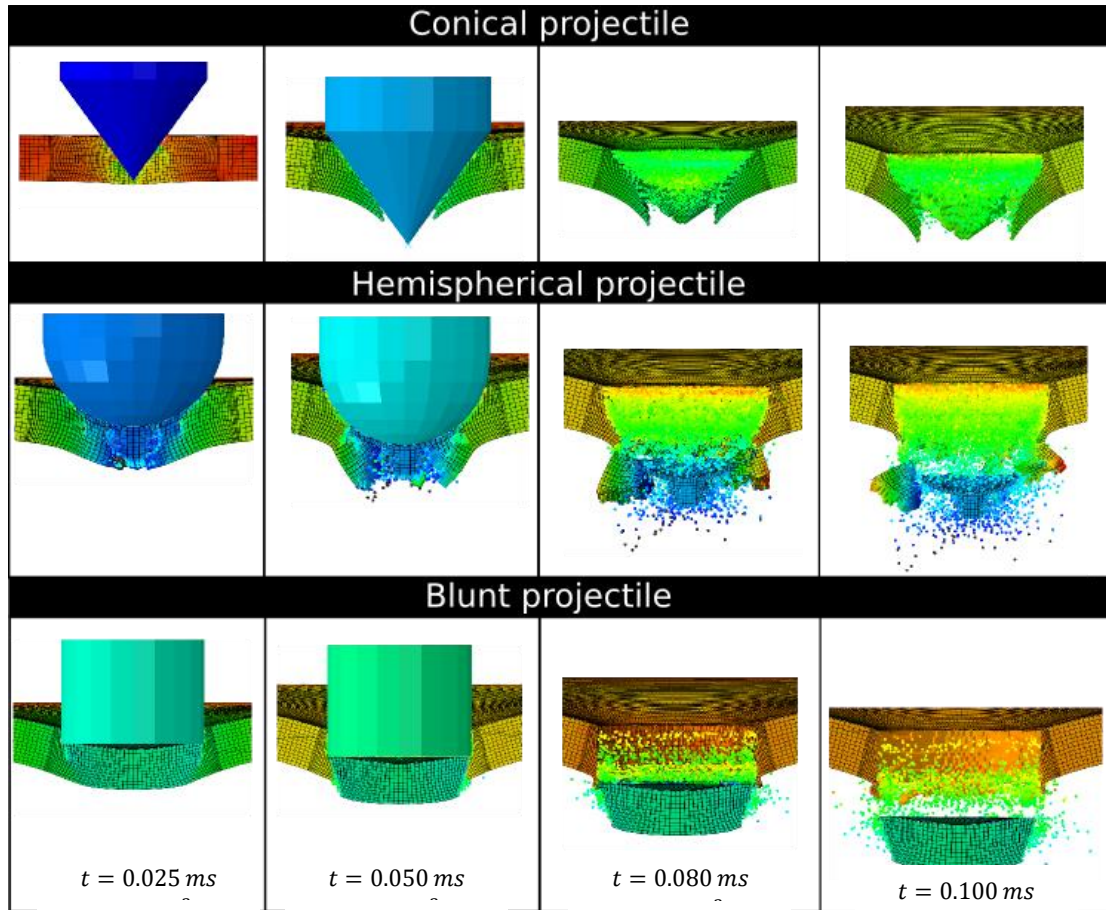 Conical projectile
Hemispherical projectile
Blunt projectile
t = 0.025 ms
t = 0.050 ms
t = 0.080 ms
t = 0.100 ms